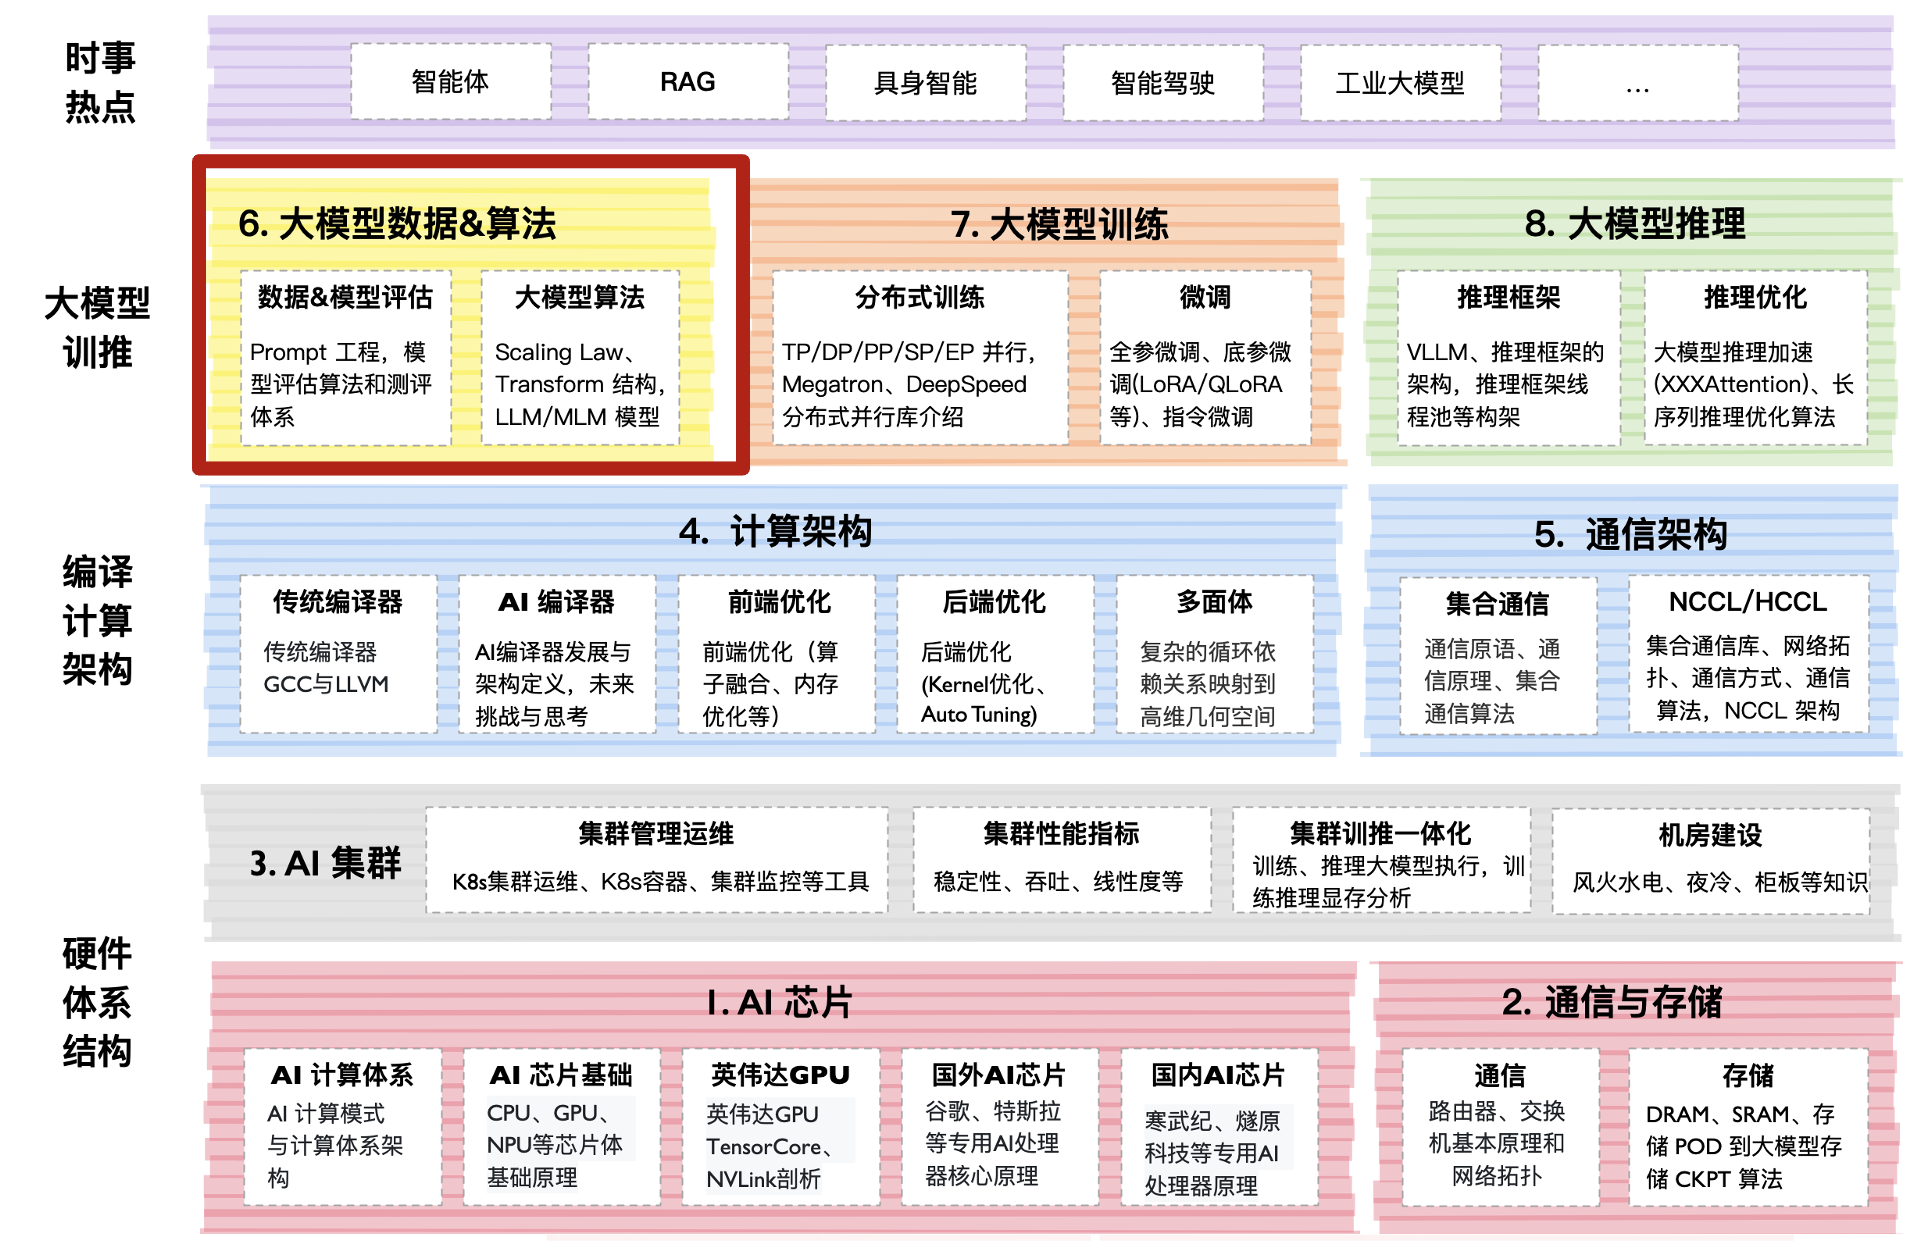 时事
热点
智能体
RAG
具身智能
智能驾驶
工业大模型
...
大模型
训推
6. 大模型数据&算法
数据&模型评估
Prompt 工程，模
型评估算法和测评
体系
大模型算法
Scaling Law、
Transform 结构，
LLM/MLM 模型
7. 大模型训练
分布式训练
TP/DP/PP/SP/EP 并行，
Megatron、DeepSpeed
分布式并行库介绍
微调
全参微调、底参微
调(LoRA/QLoRA
等)、指令微调
8. 大模型推理
推理框架
VLLM、推理框架的
架构，推理框架线
程池等构架
推理优化
大模型推理加速
(XXXAttention)、长
序列推理优化算法
编译
计算
架构
4. 计算架构
传统编译器
传统编译器
GCC与LLVM
AI 编译器
AI编译器发展与
架构定义，未来
挑战与思考
前端优化
前端优化（算
子融合、内存
优化等）
后端优化
后端优化
(Kernel优化、
Auto Tuning)
多面体
复杂的循环依
赖关系映射到
高维几何空间
5. 通信架构
集合通信
通信原语、通
信原理、集合
通信算法
NCCL/HCCL
集合通信库、网络拓
扑、通信方式、通信
算法，NCCL 架构
硬件
体系
结构
3. AI 集群
集群管理运维
K8s集群运维、K8s容器、集群监控等工具
集群性能指标
稳定性、吞吐、线性度等
集群训推一体化
训练、推理大模型执行，训
练推理显存分析
机房建设
风火水电、夜冷、柜板等知识
1. AI 芯片
AI 计算体系
AI 计算模式
与计算体系架
构
AI 芯片基础
CPU、GPU、
NPU等芯片体
基础原理
英伟达GPU
英伟达GPU
TensorCore、
NVLink剖析
国外AI芯片
谷歌、特斯拉
等专用AI处理
器核心原理
国内AI芯片
寒武纪、燧原
科技等专用AI
处理器原理
2. 通信与存储
通信
路由器、交换
机基本原理和
网络拓扑
存储
DRAM、SRAM、存
储 POD 到大模型存
储 CKPT 算法